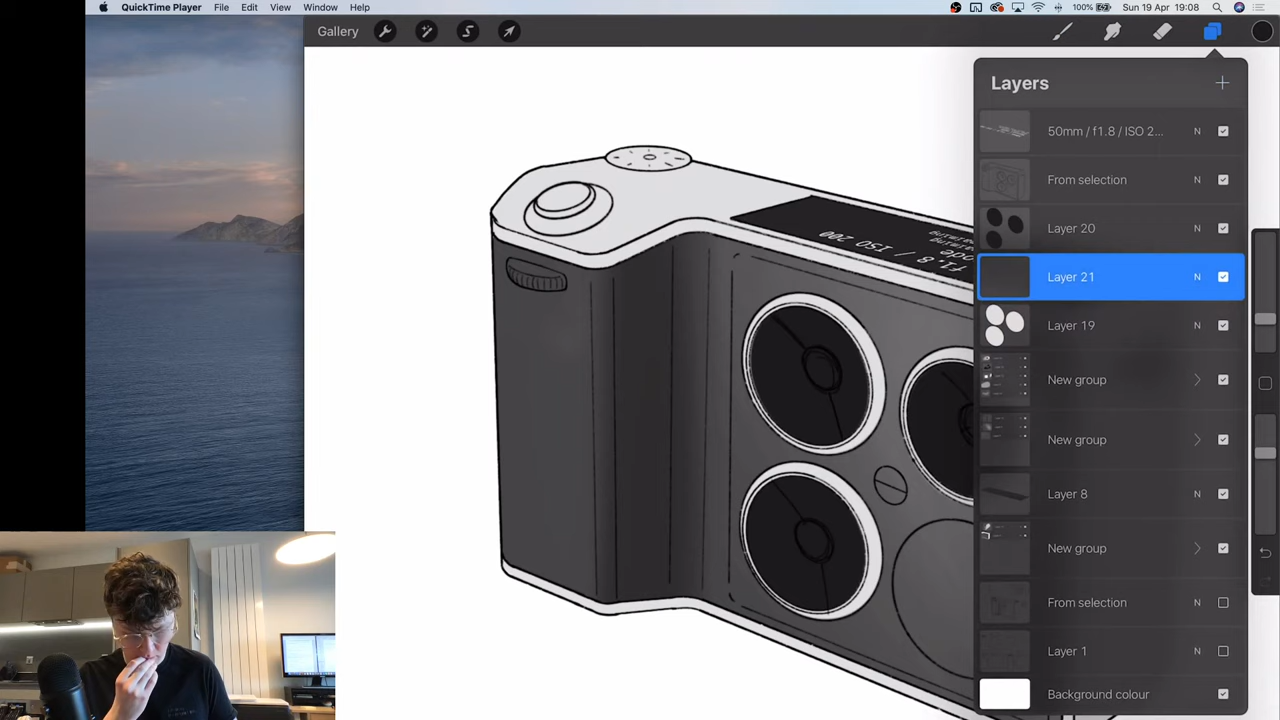 QuickTime Player File Edit View Window Help
100% Sun 19 Apr 19:08
Gallery
Layers
50mm / f1.8 / ISO 2... N
From selection N
Layer 20 N
Layer 21 N
Layer 19 N
New group
New group
Layer 8 N
New group
From selection N
Layer 1 N
Background colour
f1.8 / ISO 200